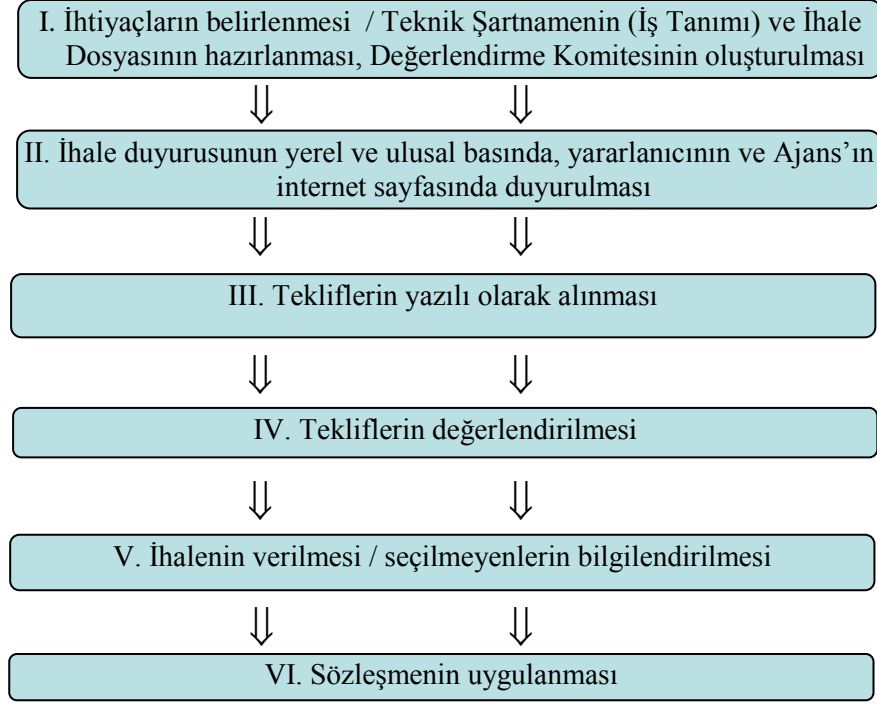 I. İhtiyaçların belirlenmesi / Teknik Şartnamenin (İş Tanımı) ve İhale
Dosyasının hazırlanması, Değerlendirme Komitesinin oluşturulması
II. İhale duyurusunun yerel ve ulusal basında, yararlanıcının ve Ajans’ın
internet sayfasında duyurulması
III. Tekliflerin yazılı olarak alınması
IV. Tekliflerin değerlendirilmesi
V. İhalenin verilmesi / seçilmeyenlerin bilgilendirilmesi
VI. Sözleşmenin uygulanması